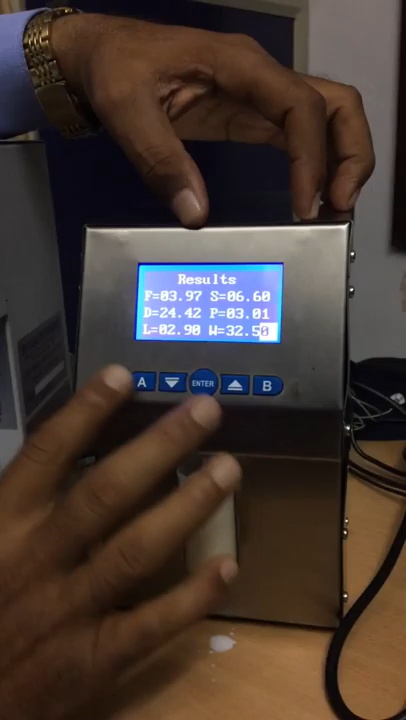 Results
F=03.97 S=06.60
D=24.42 P=03.01
L=02.90 W=32.50
A ENTER B